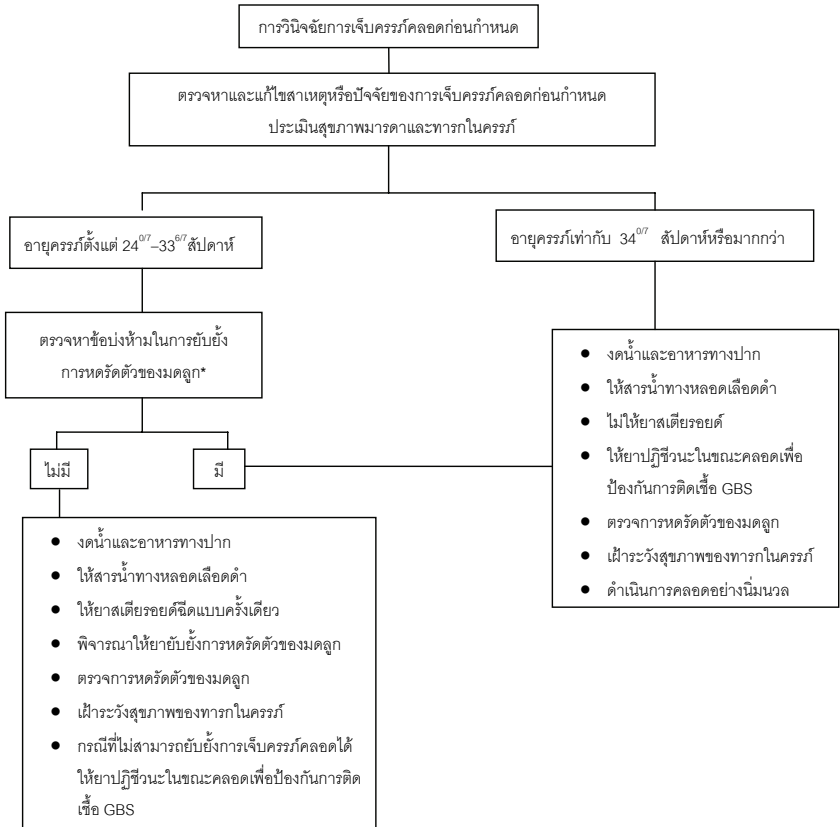 การวินิจฉัยการเจ็บครรภ์คลอดก่อนกำหนด
ตรวจหาและแก้ไขสาเหตุหรือปัจจัยของการเจ็บครรภ์คลอดก่อนกำหนด
ประเมินสุขภาพมารดาและทารกในครรภ์
อายุครรภ์ตั้งแต่ 24⁰ᐟ⁷–33⁶ᐟ⁷ สัปดาห์
อายุครรภ์เท่ากับ 34⁰ᐟ⁷ สัปดาห์หรือมากกว่า
ตรวจหาข้อบ่งห้ามในการยับยั้ง
การหดรัดตัวของมดลูก*
ไม่มี
มี
● งดน้ำและอาหารทางปาก
● ให้สารน้ำทางหลอดเลือดดำ
● ไม่ให้ยาสเตียรอยด์
● ให้ยาปฏิชีวนะในขณะคลอดเพื่อ
ป้องกันการติดเชื้อ GBS
● ตรวจการหดรัดตัวของมดลูก
● เฝ้าระวังสุขภาพของทารกในครรภ์
● ดำเนินการคลอดอย่างนิ่มนวล
● งดน้ำและอาหารทางปาก
● ให้สารน้ำทางหลอดเลือดดำ
● ให้ยาสเตียรอยด์ฉีดแบบครั้งเดียว
● พิจารณาให้ยายับยั้งการหดรัดตัวของมดลูก
● ตรวจการหดรัดตัวของมดลูก
● เฝ้าระวังสุขภาพของทารกในครรภ์
● กรณีที่ไม่สามารถยับยั้งการเจ็บครรภ์คลอดได้
ให้ยาปฏิชีวนะในขณะคลอดเพื่อป้องกันการติด
เชื้อ GBS